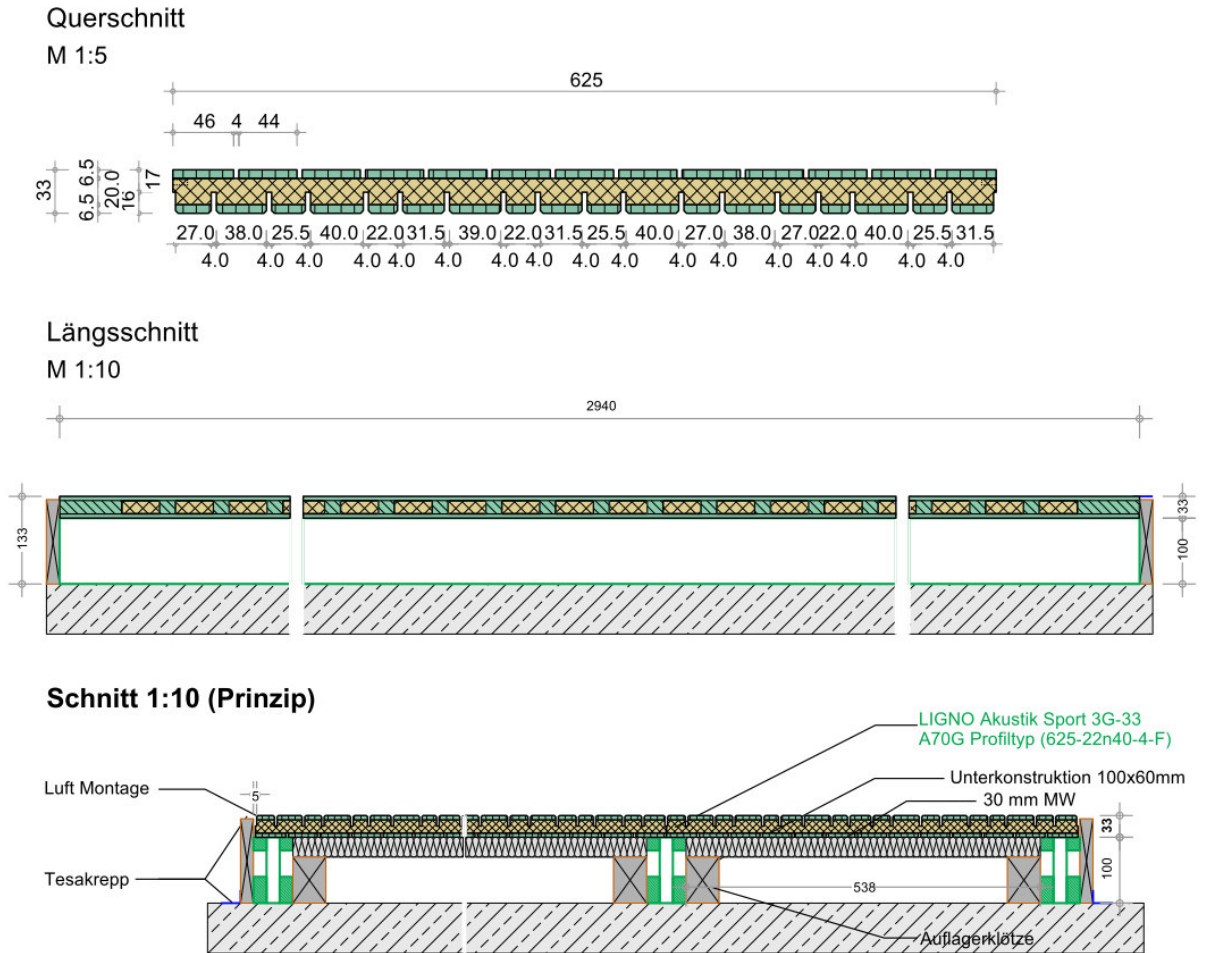 Querschnitt
M 1:5
625
46 4 44
33
6.5 20.0 6.5
16 17
27.0 38.0 25.5 40.0 22.0 31.5 39.0 22.0 31.5 25.5 40.0 27.0 38.0 27.0 22.0 40.0 25.5 31.5
4.0 4.0 4.0 4.0 4.0 4.0 4.0 4.0 4.0 4.0 4.0 4.0 4.0 4.0 4.0 4.0 4.0
Längsschnitt
M 1:10
2940
133
33
100
Schnitt 1:10 (Prinzip)
LIGNO Akustik Sport 3G-33
A70G Profiltyp (625-22n40-4-F)
Luft Montage
5
Unterkonstruktion 100x60mm
30 mm MW
33
100
Tesakrepp
538
Auflagerklötze